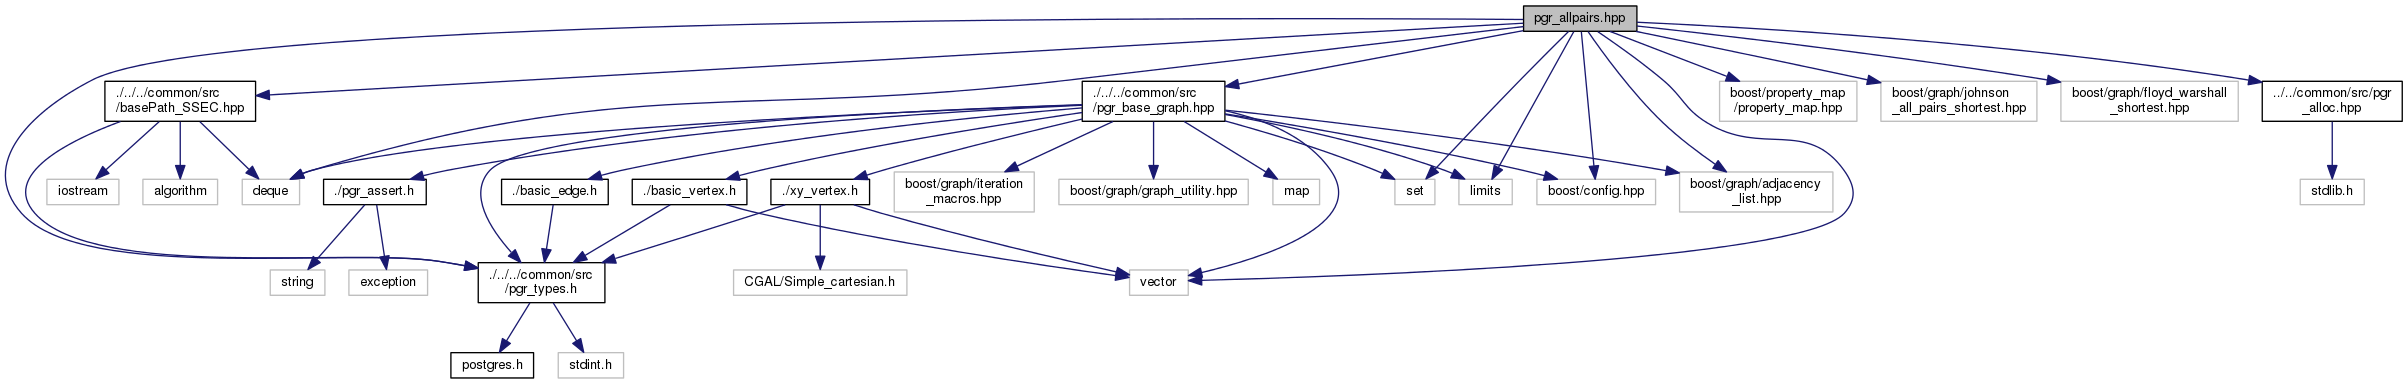 pgr_allpairs.hpp
./../../common/src
/basePath_SSEC.hpp
./../../common/src
/pgr_base_graph.hpp
boost/property_map
/property_map.hpp
boost/graph/johnson
_all_pairs_shortest.hpp
boost/graph/floyd_warshall
_shortest.hpp
../../common/src/pgr
_alloc.hpp
iostream
algorithm
deque
./pgr_assert.h
./basic_edge.h
./basic_vertex.h
./xy_vertex.h
boost/graph/iteration
_macros.hpp
boost/graph/graph_utility.hpp
map
set
limits
boost/config.hpp
boost/graph/adjacency
_list.hpp
stdlib.h
string
exception
./../../common/src
/pgr_types.h
CGAL/Simple_cartesian.h
vector
postgres.h
stdint.h